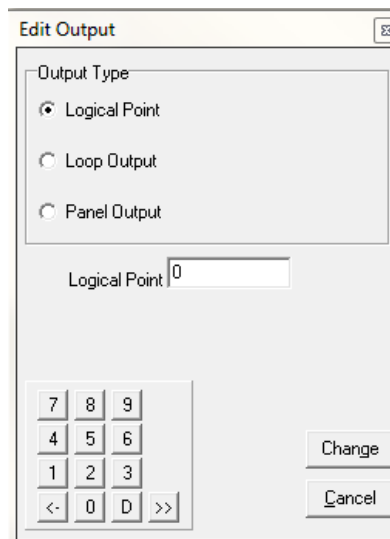 Edit Output
Output Type
Logical Point
Loop Output
Panel Output
Logical Point 0
7 8 9
4 5 6
1 2 3
<- 0 D >>
Change
Cancel